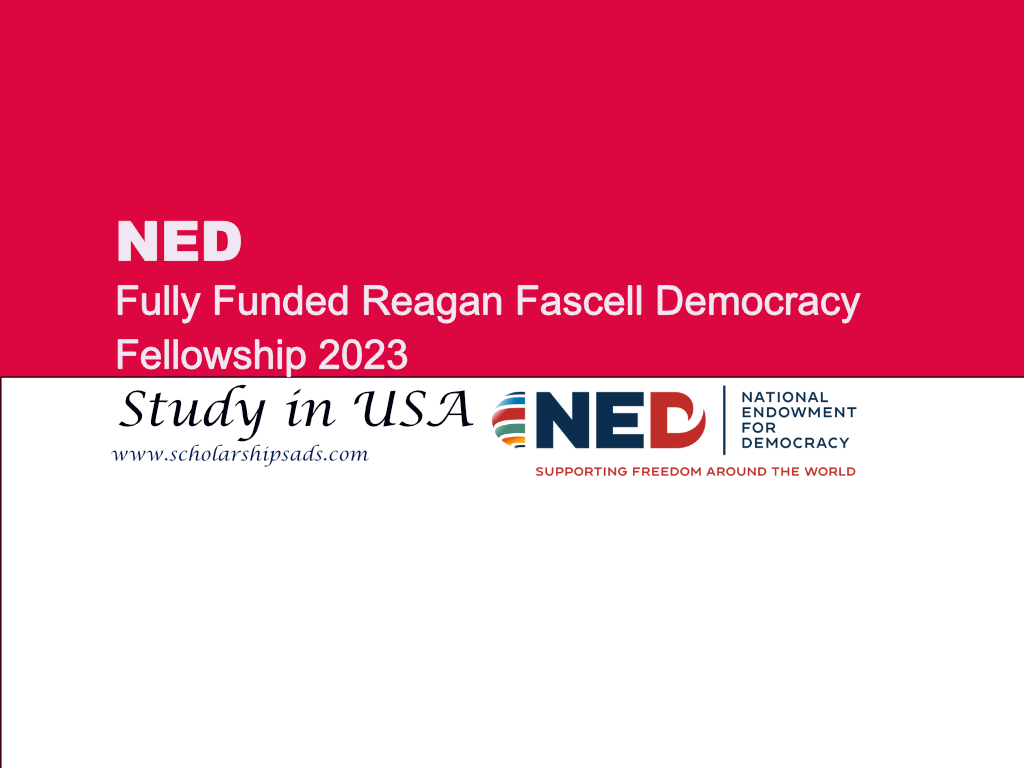 NED
Fully Funded Reagan Fascell Democracy
Fellowship 2023
Study in USA
www.scholarshipsads.com
NED
NATIONAL
ENDOWMENT
FOR
DEMOCRACY
SUPPORTING FREEDOM AROUND THE WORLD